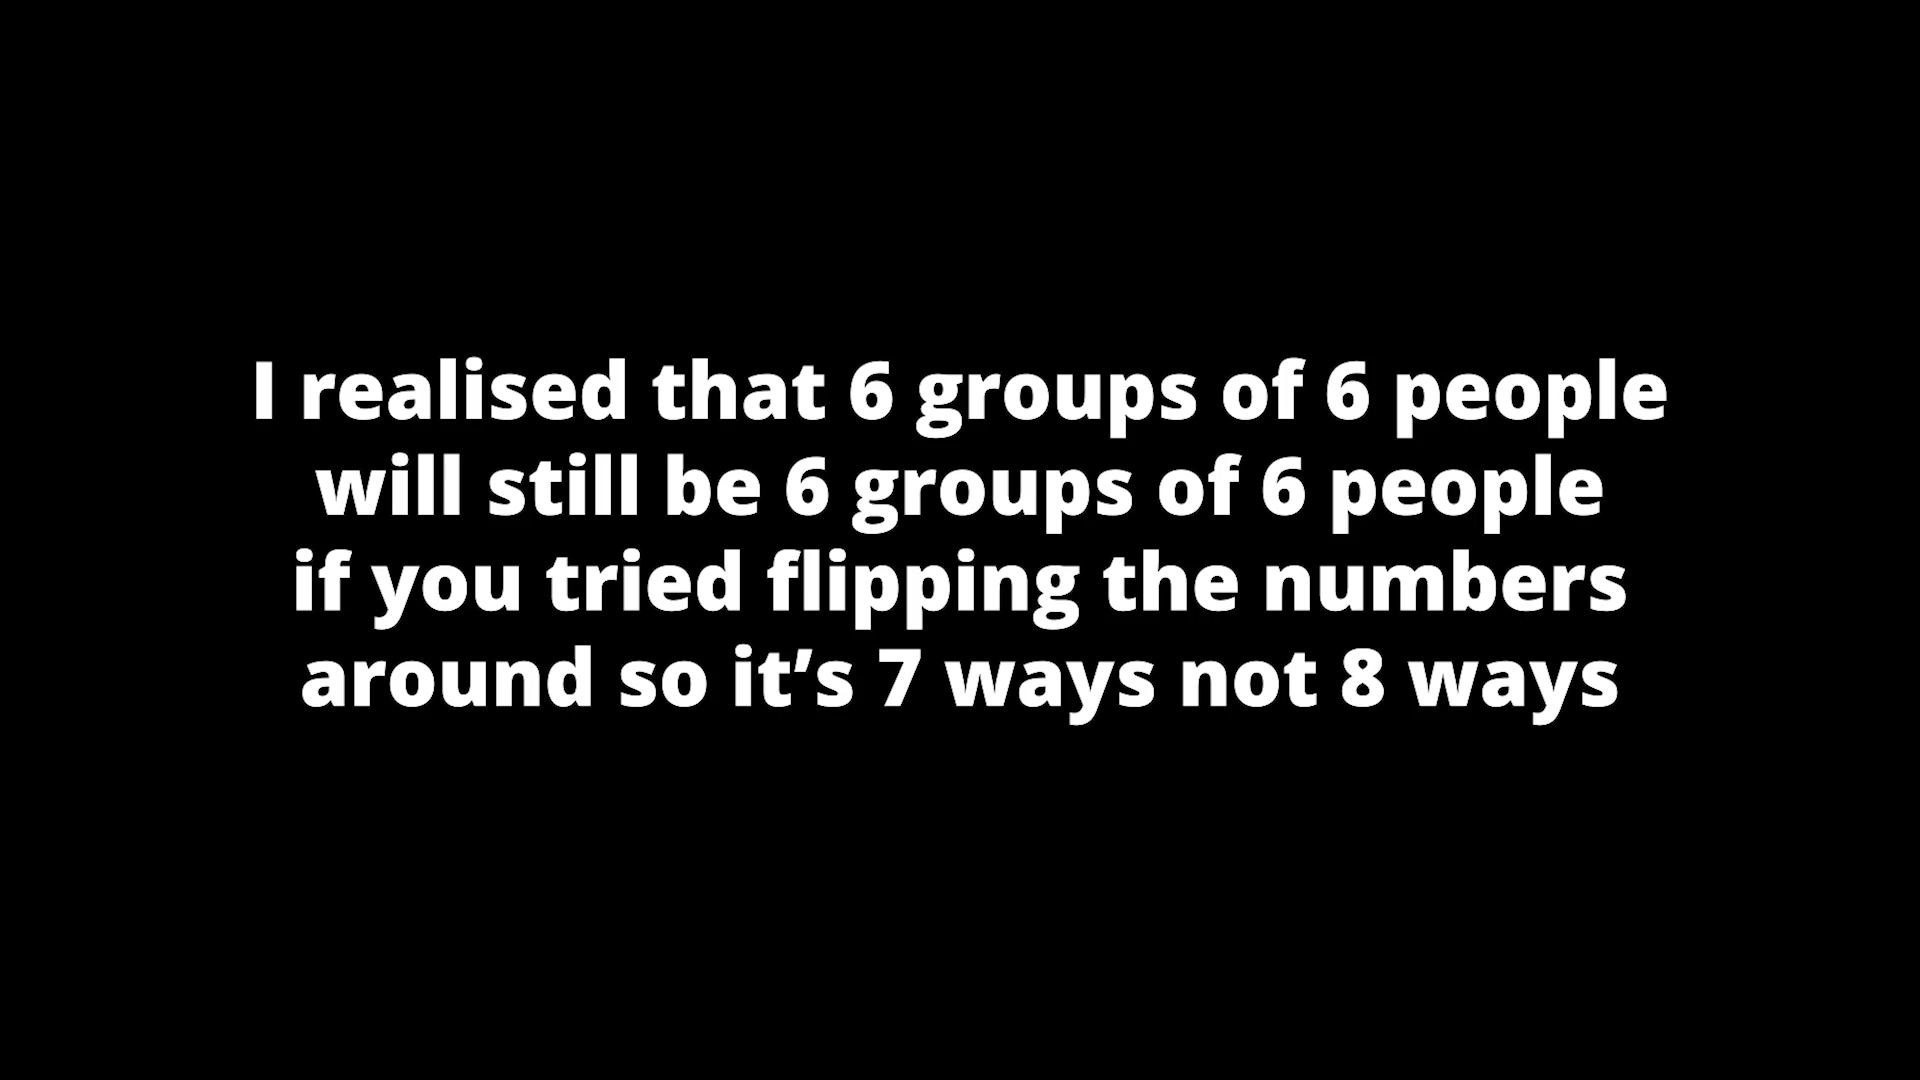 I realised that 6 groups of 6 people
will still be 6 groups of 6 people
if you tried flipping the numbers
around so it’s 7 ways not 8 ways